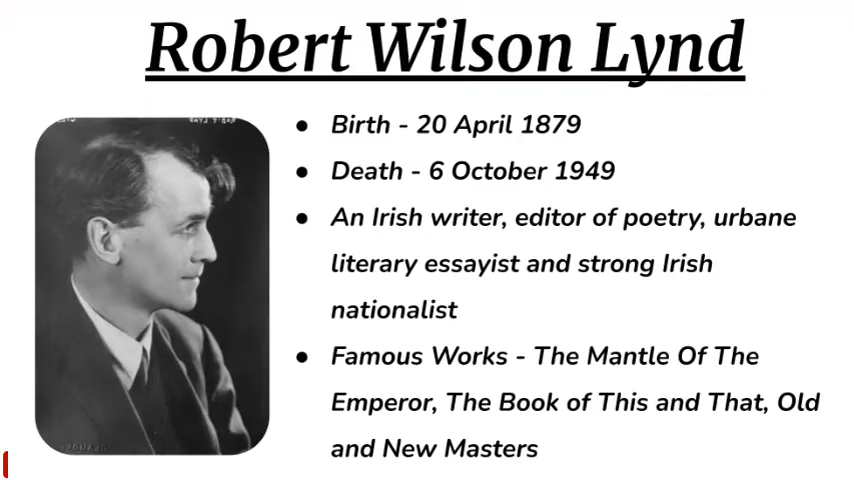 Robert Wilson Lynd
● Birth - 20 April 1879
● Death - 6 October 1949
● An Irish writer, editor of poetry, urbane
literary essayist and strong Irish
nationalist
● Famous Works - The Mantle Of The
Emperor, The Book of This and That, Old
and New Masters